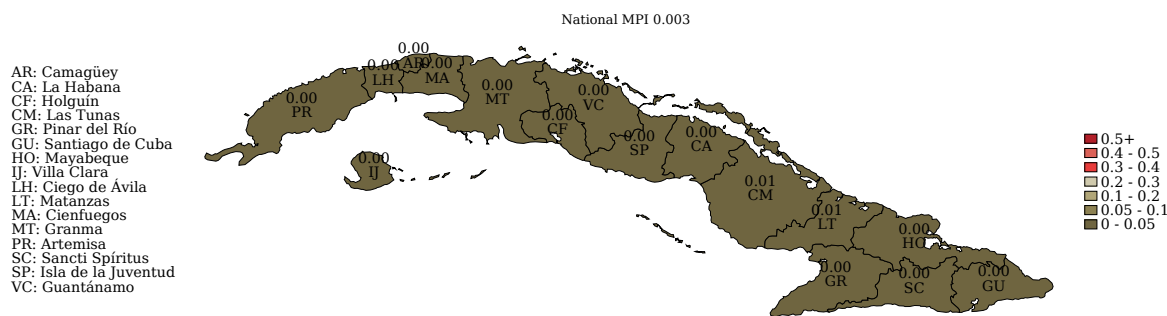 National MPI 0.003
AR: Camagüey
CA: La Habana
CF: Holguín
CM: Las Tunas
GR: Pinar del Río
GU: Santiago de Cuba
HO: Mayabeque
IJ: Villa Clara
LH: Ciego de Ávila
LT: Matanzas
MA: Cienfuegos
MT: Granma
PR: Artemisa
SC: Sancti Spíritus
SP: Isla de la Juventud
VC: Guantánamo
0.00
PR
0.00
LH
0.00
AR
0.00
MA
0.00
MT
0.00
VC
0.00
CF
0.00
SP
0.00
CA
0.00
IJ
0.01
CM
0.01
LT
0.00
HO
0.00
GR
0.00
SC
0.00
GU
0.5+
0.4 - 0.5
0.3 - 0.4
0.2 - 0.3
0.1 - 0.2
0.05 - 0.1
0 - 0.05